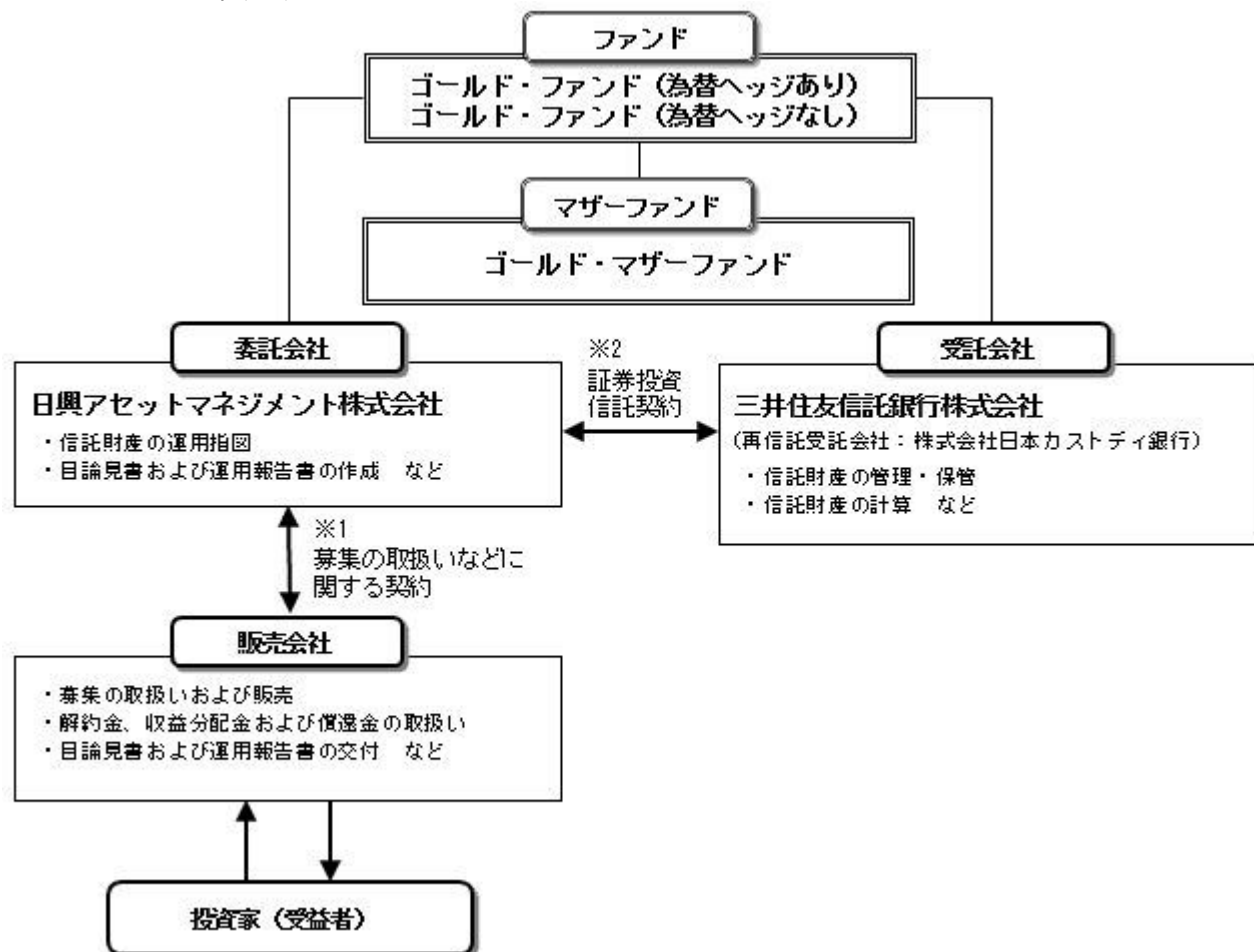 ファンド
ゴールド・ファンド（為替ヘッジあり）
ゴールド・ファンド（為替ヘッジなし）
マザーファンド
ゴールド・マザーファンド
委託会社
日興アセットマネジメント株式会社
・信託財産の運用指図
・目論見書および運用報告書の作成　など
※2
証券投資
信託契約
受託会社
三井住友信託銀行株式会社
（再信託受託会社：株式会社日本カストディ銀行）
・信託財産の管理・保管
・信託財産の計算　など
※1
募集の取扱いなどに
関する契約
販売会社
・募集の取扱いおよび販売
・解約金、収益分配金および償還金の取扱い
・目論見書および運用報告書の交付　など
投資家（受益者）